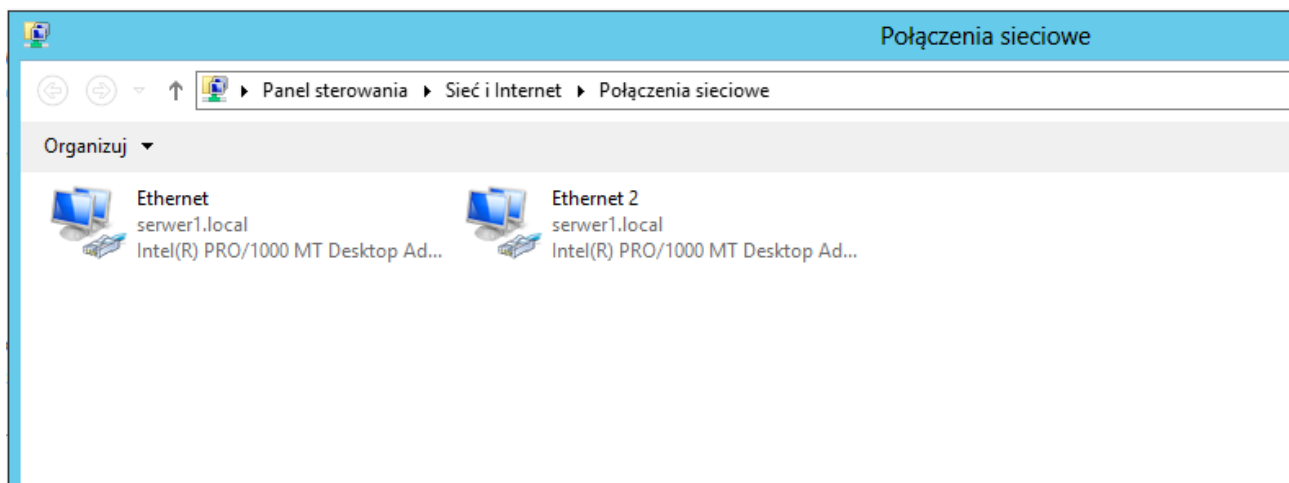 Połączenia sieciowe
Panel sterowania Sieć i Internet Połączenia sieciowe
Organizuj
Ethernet
serwer1.local
Intel(R) PRO/1000 MT Desktop Ad...
Ethernet 2
serwer1.local
Intel(R) PRO/1000 MT Desktop Ad...